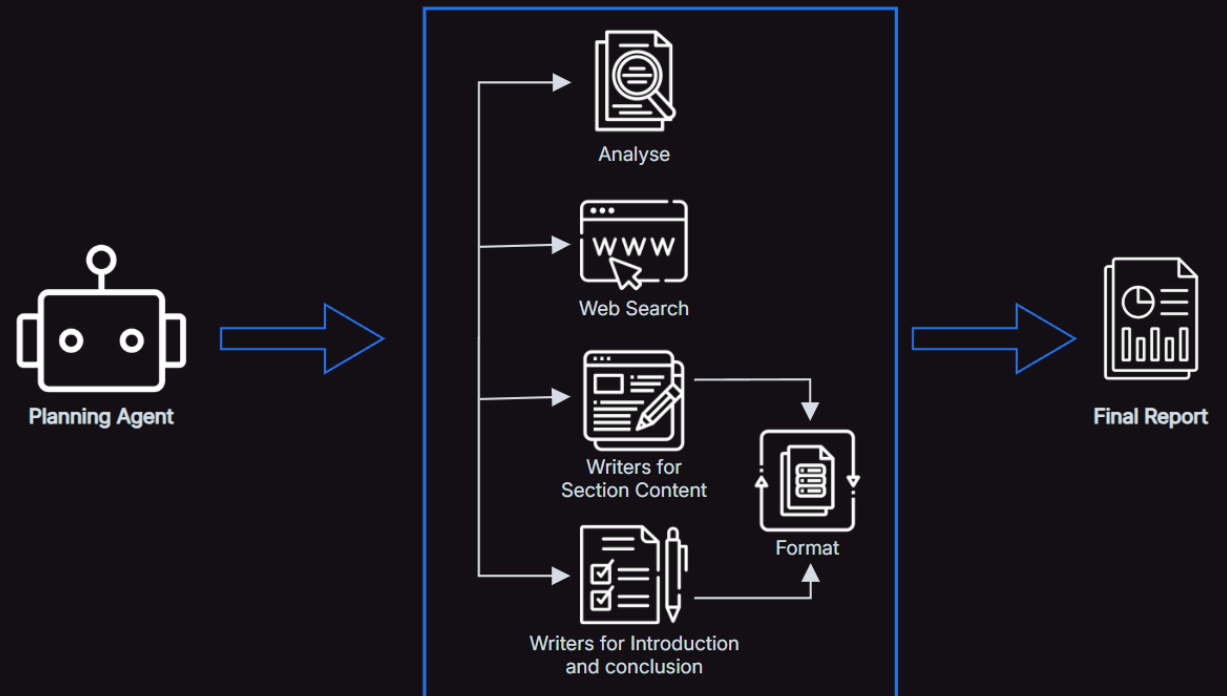 Analyse
WWW
Web Search
Planning Agent
Final Report
Writers for
Section Content
Format
Writers for Introduction
and conclusion